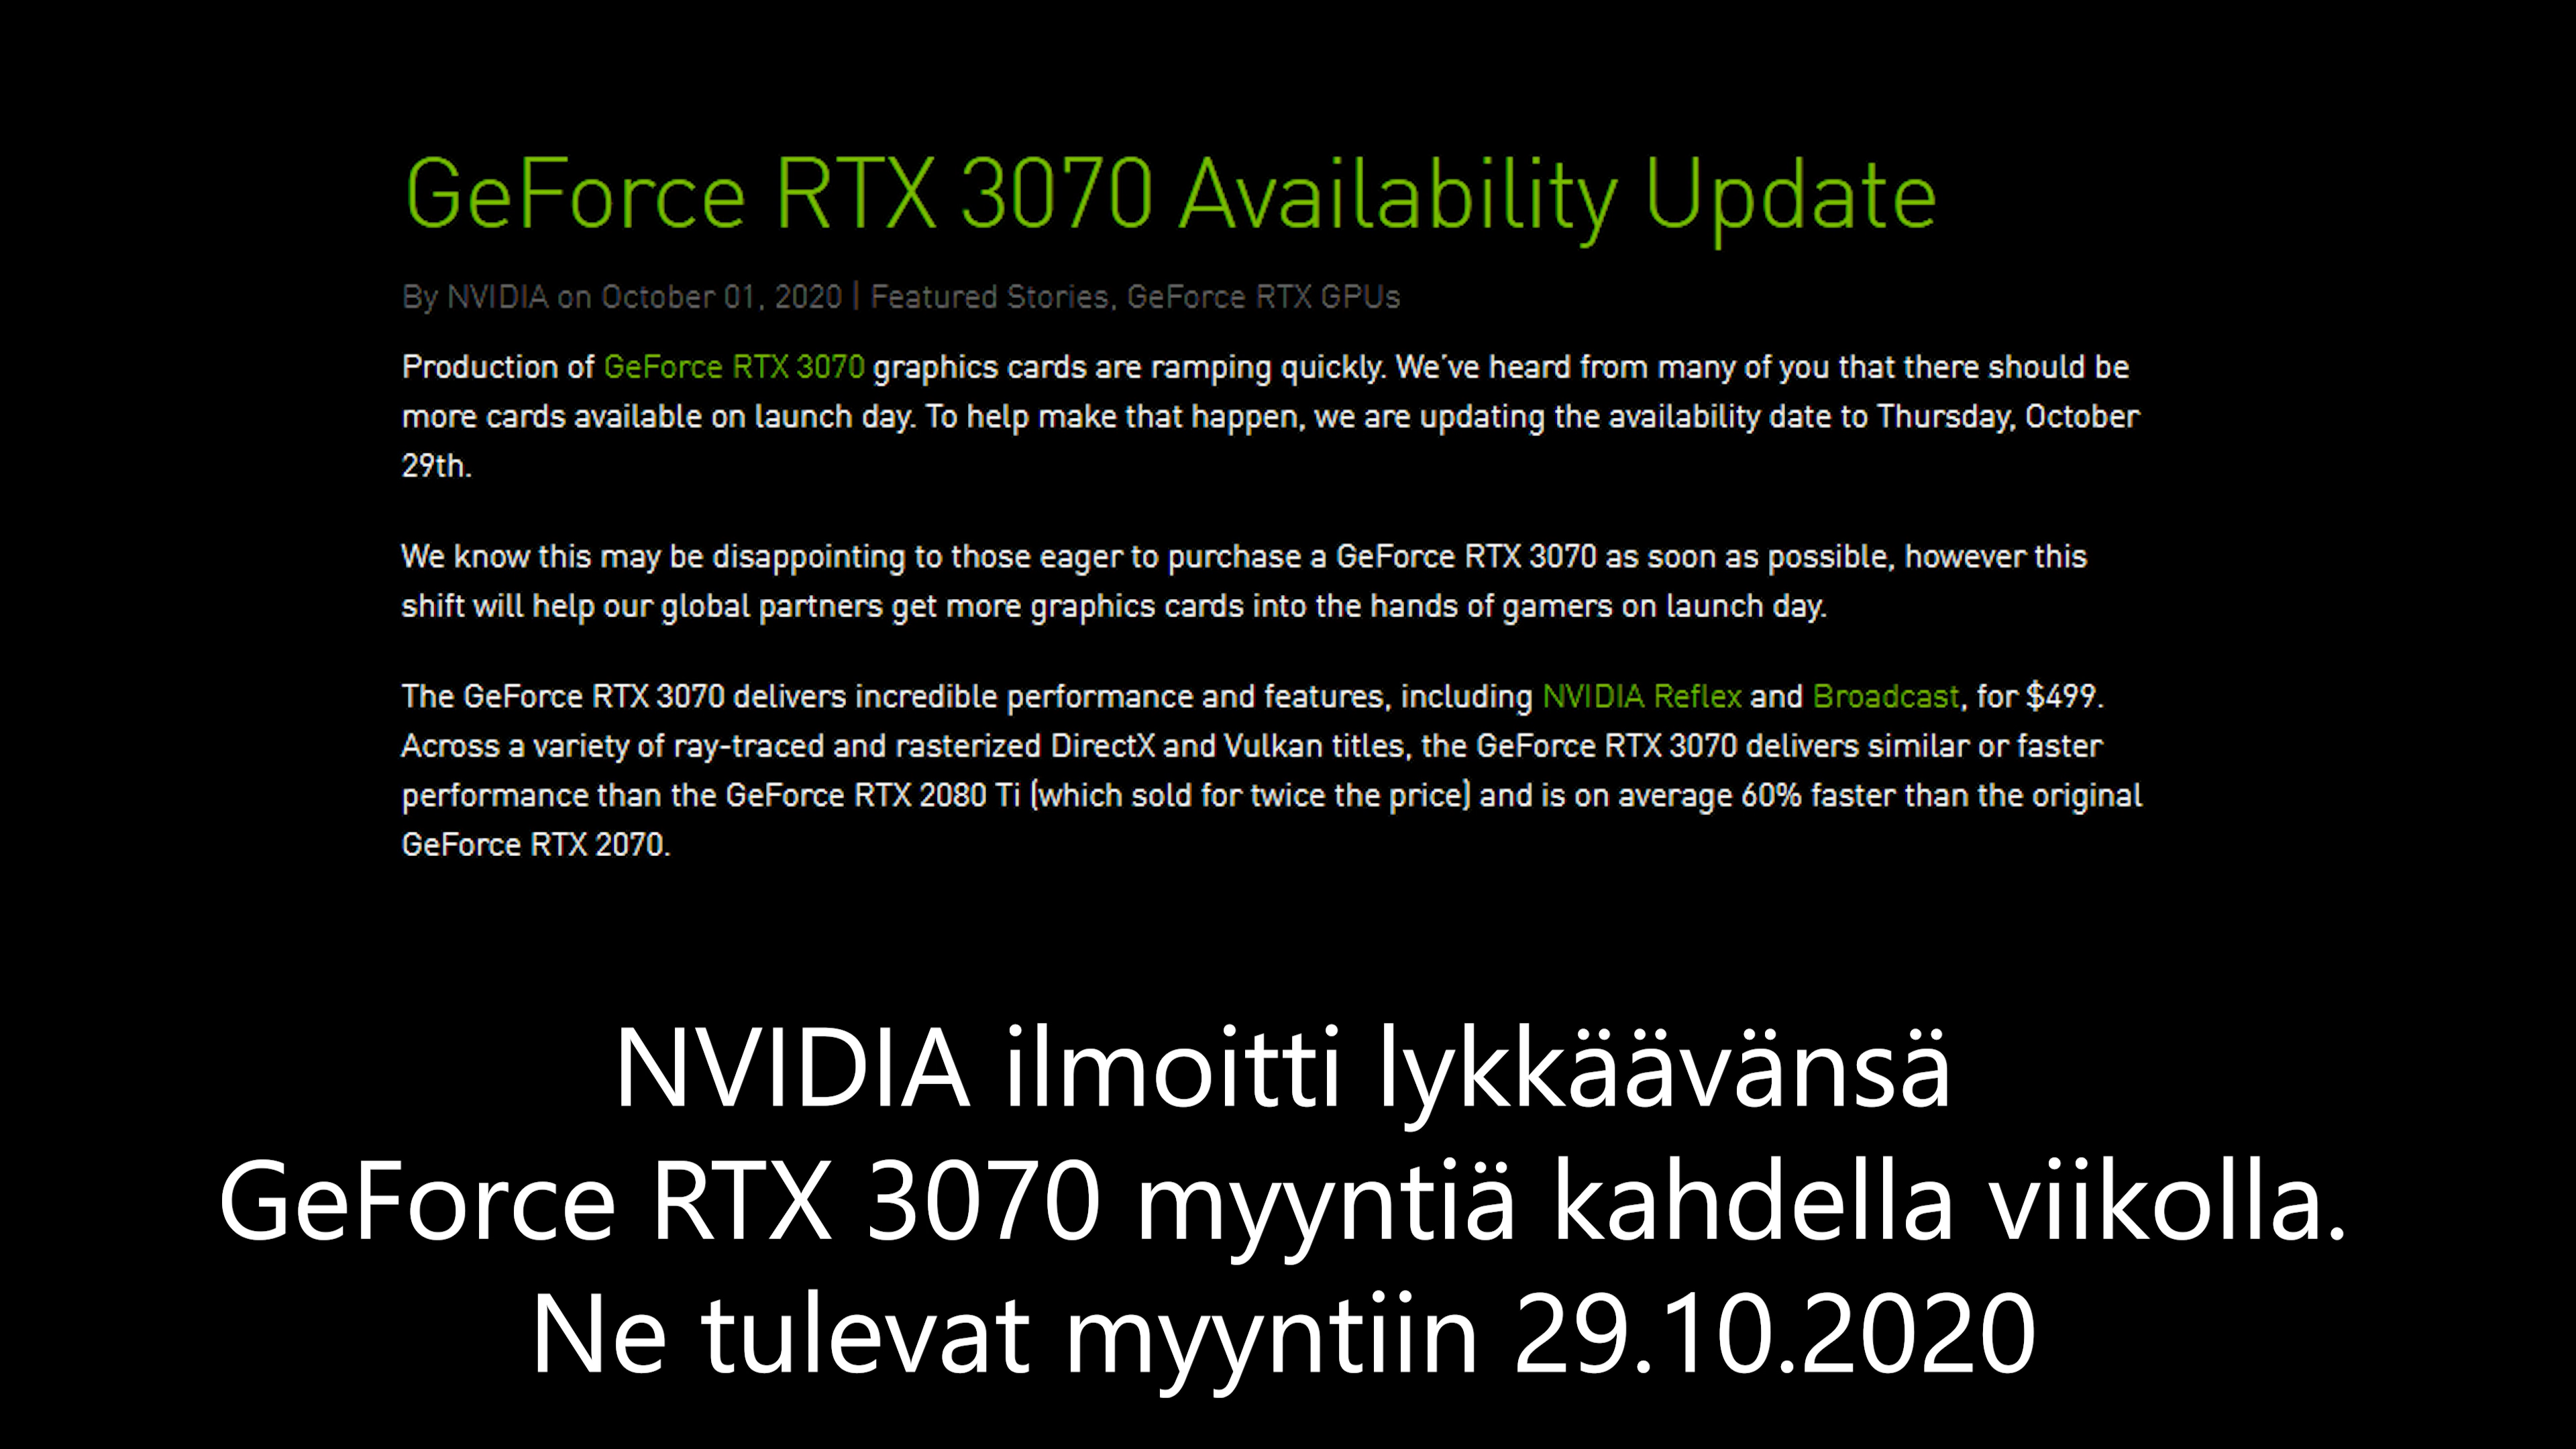 GeForce RTX 3070 Availability Update
By NVIDIA on October 01, 2020 | Featured Stories, GeForce RTX GPUs
Production of GeForce RTX 3070 graphics cards are ramping quickly. We've heard from many of you that there should be
more cards available on launch day. To help make that happen, we are updating the availability date to Thursday, October
29th.
We know this may be disappointing to those eager to purchase a GeForce RTX 3070 as soon as possible, however this
shift will help our global partners get more graphics cards into the hands of gamers on launch day.
The GeForce RTX 3070 delivers incredible performance and features, including NVIDIA Reflex and Broadcast, for $499.
Across a variety of ray-traced and rasterized DirectX and Vulkan titles, the GeForce RTX 3070 delivers similar or faster
performance than the GeForce RTX 2080 Ti (which sold for twice the price) and is on average 60% faster than the original
GeForce RTX 2070.
NVIDIA ilmoitti lykkäävänsä
GeForce RTX 3070 myyntiä kahdella viikolla.
Ne tulevat myyntiin 29.10.2020